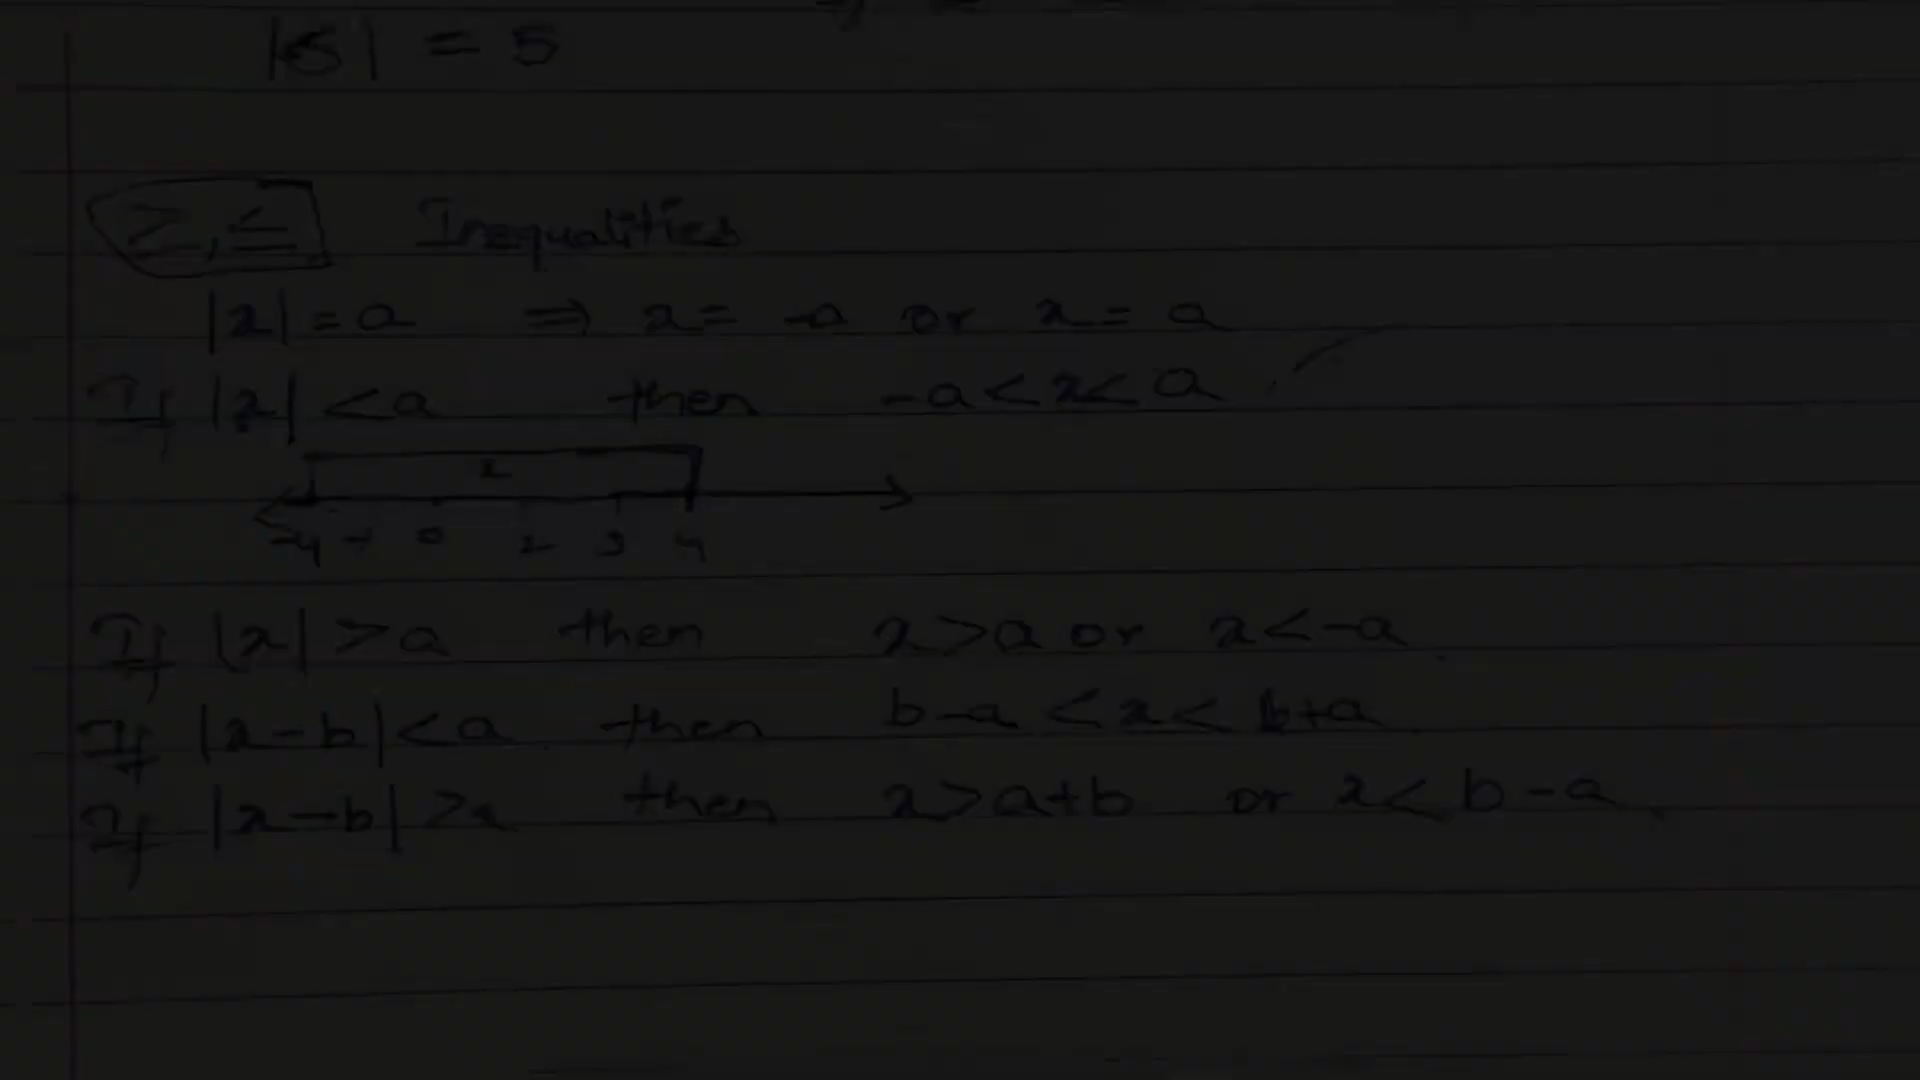 |5| = 5
≥, ≤ Inequalities
|x| = a ⇒ x = -a or x = a
If |x| < a then -a < x < a
x
-4 -1 0 2 3 4
If |x| > a then x > a or x < -a
If |x - b| < a then b - a < x < b + a
If |x - b| > a then x > a + b or x < b - a